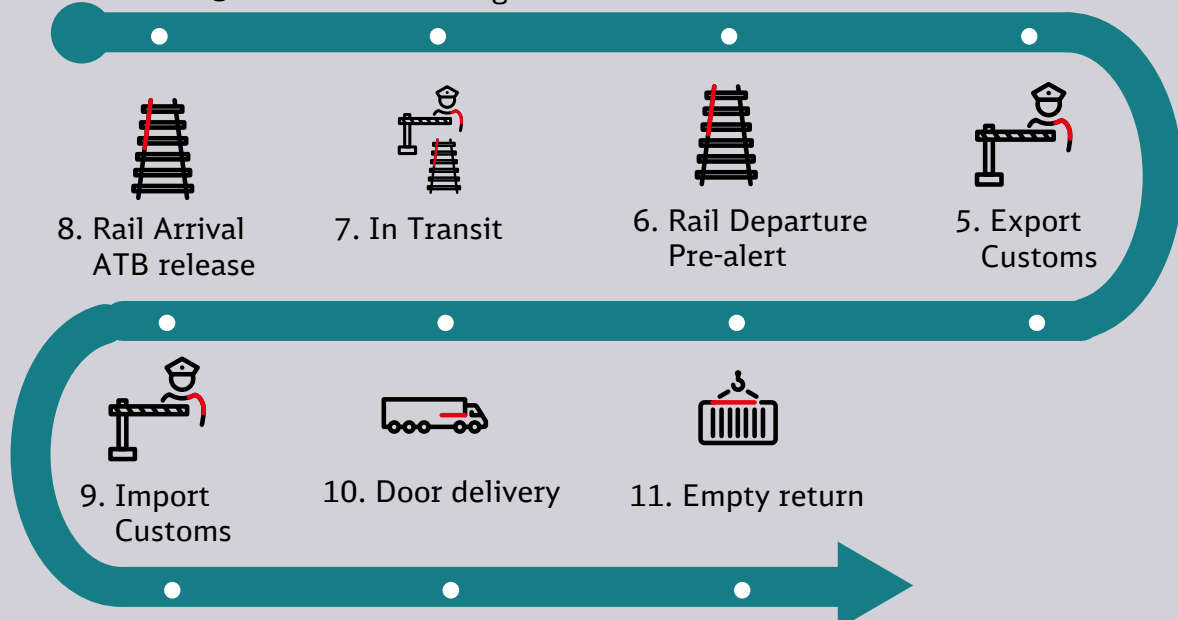 8. Rail Arrival
ATB release
7. In Transit
6. Rail Departure
Pre-alert
5. Export
Customs
9. Import
Customs
10. Door delivery
11. Empty return